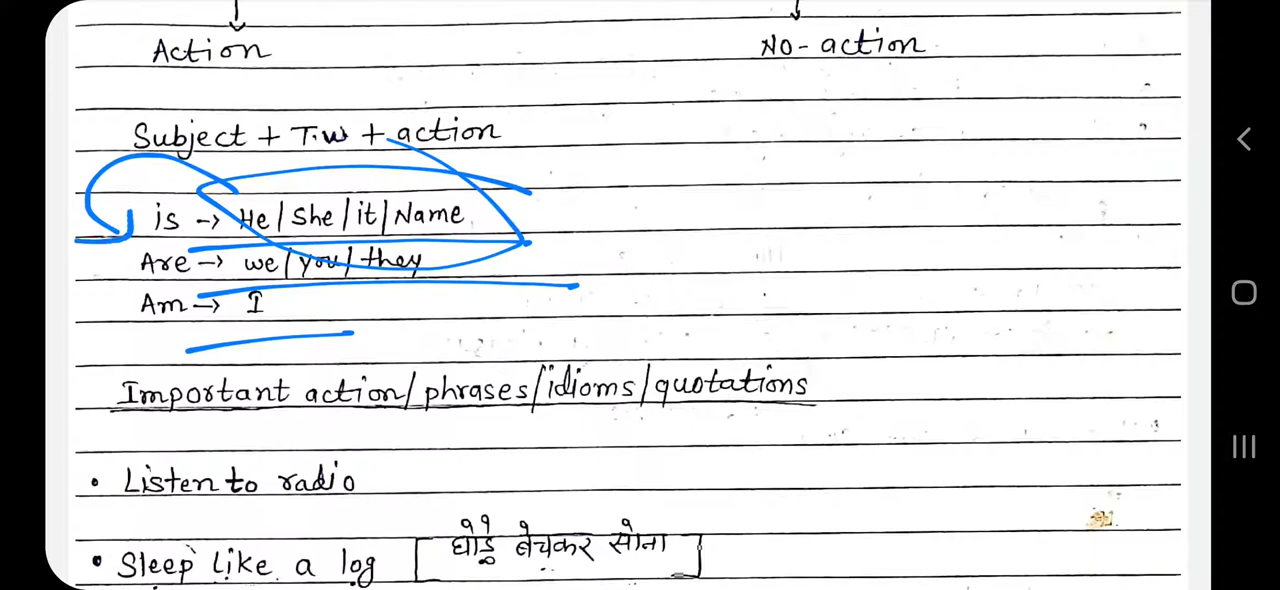 Action No-action
Subject + T.W + action
is → He/She/it/Name
Are → we/you/they
Am → I
Important action/phrases/idioms/quotations
• Listen to radio
• Sleep like a log [घोड़े बेचकर सोना]